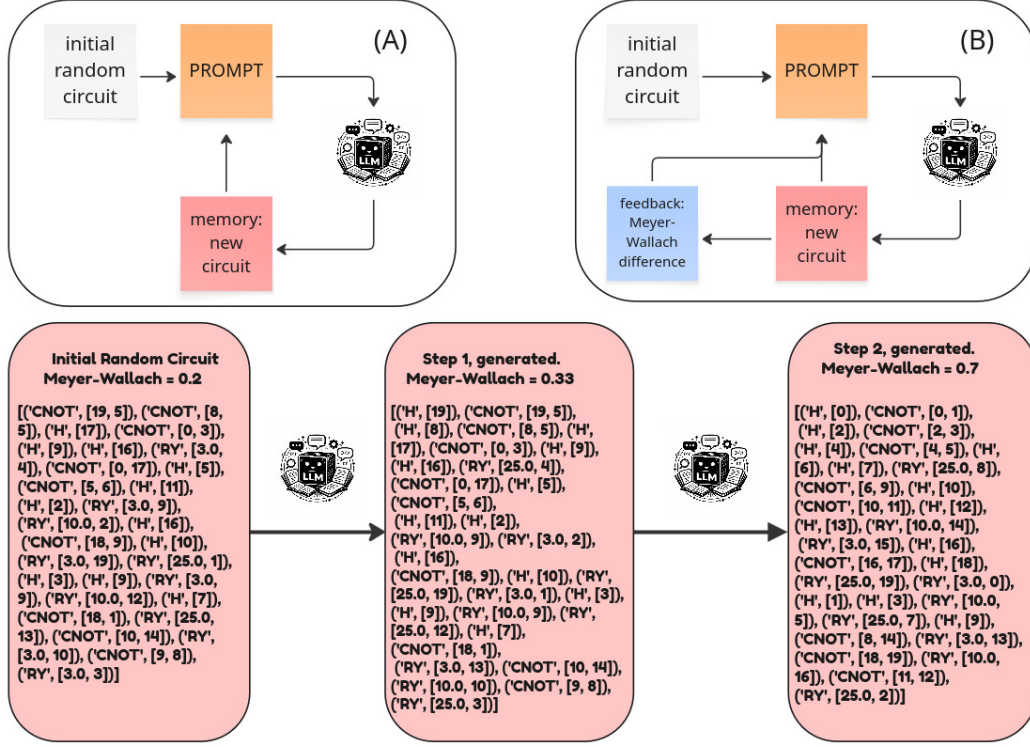 initial
random
circuit
PROMPT
(A)
LLM
memory:
new
circuit
initial
random
circuit
PROMPT
(B)
LLM
feedback:
Meyer-
Wallach
difference
memory:
new
circuit
Initial Random Circuit
Meyer-Wallach = 0.2
[('CNOT', [19, 5]), ('CNOT', [8,
5]), ('H', [17]), ('CNOT', [0, 3]),
('H', [9]), ('H', [16]), ('RY', [3.0,
4]), ('CNOT', [0, 17]), ('H', [5]),
('CNOT', [5, 6]), ('H', [11]),
('H', [2]), ('RY', [3.0, 9]),
('RY', [10.0, 2]), ('H', [16]),
('CNOT', [18, 9]), ('H', [10]),
('RY', [3.0, 19]), ('RY', [25.0, 1]),
('H', [3]), ('H', [9]), ('RY', [3.0,
9]), ('RY', [10.0, 12]), ('H', [7]),
('CNOT', [18, 1]), ('RY', [25.0,
13]), ('CNOT', [10, 14]), ('RY',
[3.0, 10]), ('CNOT', [9, 8]),
('RY', [3.0, 3])]
LLM
Step 1, generated.
Meyer-Wallach = 0.33
[('H', [19]), ('CNOT', [19, 5]),
('H', [8]), ('CNOT', [8, 5]), ('H',
[17]), ('CNOT', [0, 3]), ('H', [9]),
('H', [16]), ('RY', [25.0, 4]),
('CNOT', [0, 17]), ('H', [5]),
('CNOT', [5, 6]),
('H', [11]), ('H', [2]),
('RY', [10.0, 9]), ('RY', [3.0, 2]),
('H', [16]),
('CNOT', [18, 9]), ('H', [10]), ('RY',
[25.0, 19]), ('RY', [3.0, 1]), ('H', [3]),
('H', [9]), ('RY', [10.0, 9]), ('RY',
[25.0, 12]), ('H', [7]),
('CNOT', [18, 1]),
('RY', [3.0, 13]), ('CNOT', [10, 14]),
('RY', [10.0, 10]), ('CNOT', [9, 8]),
('RY', [25.0, 3])]
LLM
Step 2, generated.
Meyer-Wallach = 0.7
[('H', [0]), ('CNOT', [0, 1]),
('H', [2]), ('CNOT', [2, 3]),
('H', [4]), ('CNOT', [4, 5]), ('H',
[6]), ('H', [7]), ('RY', [25.0, 8]),
('CNOT', [6, 9]), ('H', [10]),
('CNOT', [10, 11]), ('H', [12]),
('H', [13]), ('RY', [10.0, 14]),
('RY', [3.0, 15]), ('H', [16]),
('CNOT', [16, 17]), ('H', [18]),
('RY', [25.0, 19]), ('RY', [3.0, 0]),
('H', [1]), ('H', [3]), ('RY', [10.0,
5]), ('RY', [25.0, 7]), ('H', [9]),
('CNOT', [8, 14]), ('RY', [3.0, 13]),
('CNOT', [18, 19]), ('RY', [10.0,
16]), ('CNOT', [11, 12]),
('RY', [25.0, 2])]